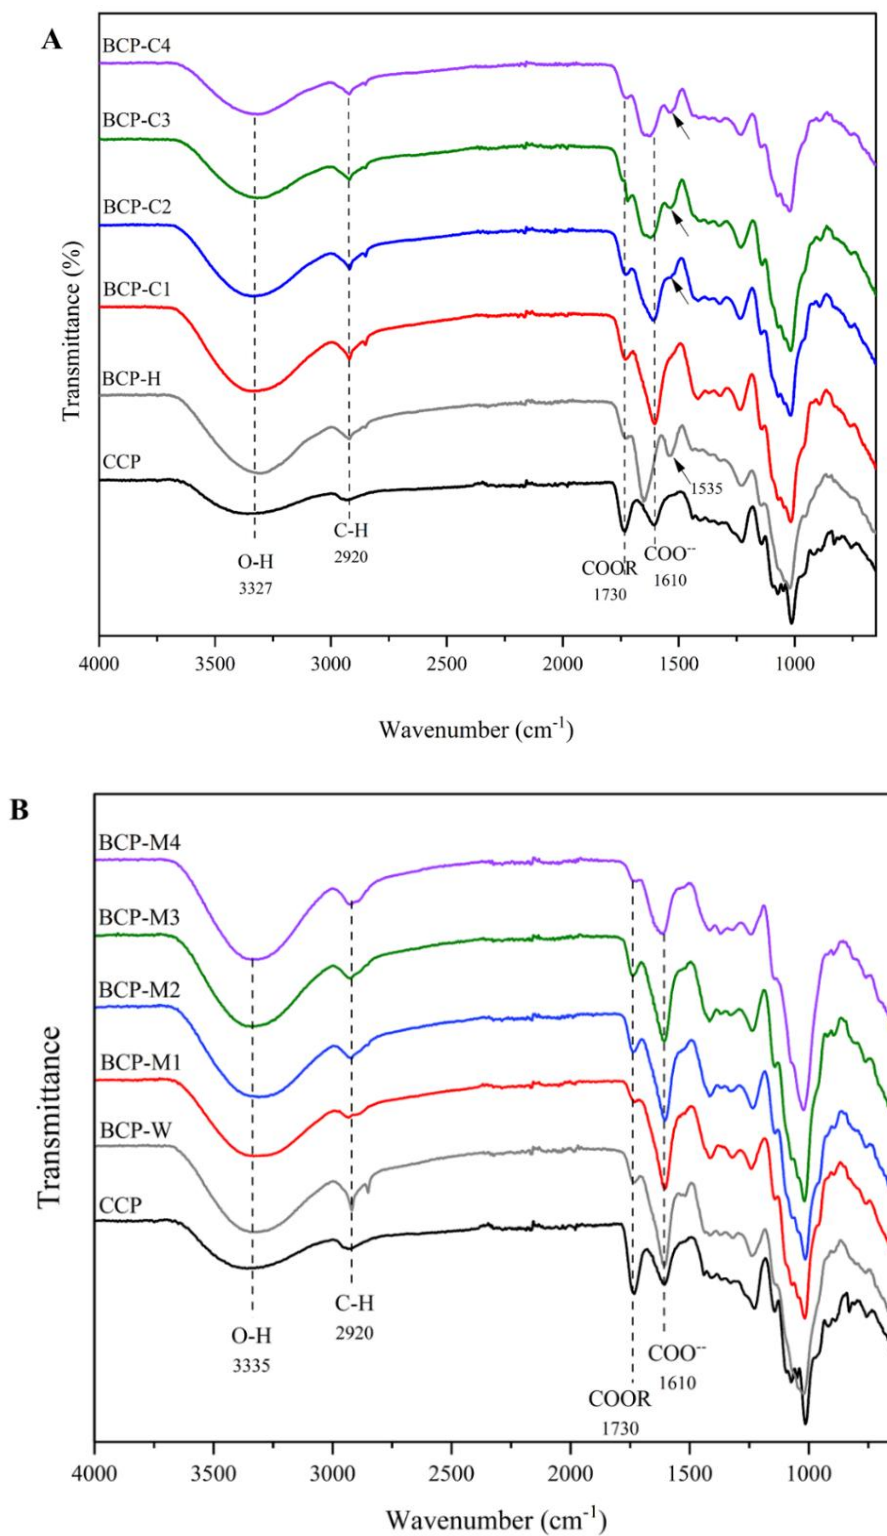 A
BCP-C4
BCP-C3
BCP-C2
BCP-C1
BCP-H
CCP
Transmittance (%)
O-H
3327
C-H
2920
COOR
1730
COO⁻⁻
1610
1535
4000 3500 3000 2500 2000 1500 1000
Wavenumber (cm⁻¹)
B
BCP-M4
BCP-M3
BCP-M2
BCP-M1
BCP-W
CCP
Transmittance
O-H
3335
C-H
2920
COOR
1730
COO⁻⁻
1610
4000 3500 3000 2500 2000 1500 1000
Wavenumber (cm⁻¹)